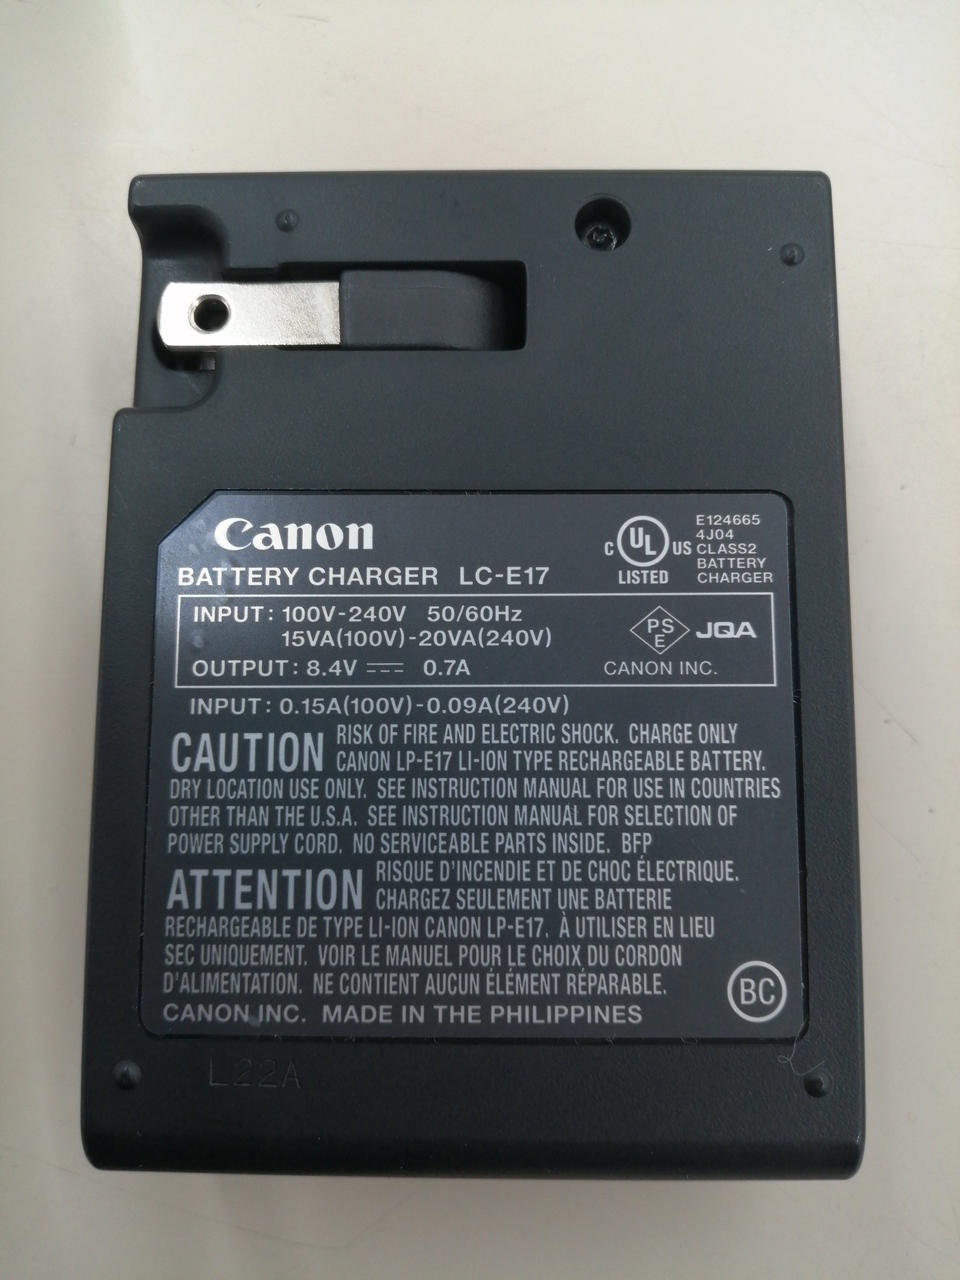 Canon
BATTERY CHARGER LC-E17
C UL US
LISTED
E124665
4J04
CLASS2
BATTERY
CHARGER
INPUT: 100V-240V 50/60Hz
15VA(100V)-20VA(240V)
OUTPUT: 8.4V ⎓ 0.7A
PS
E
JQA
CANON INC.
INPUT: 0.15A(100V)-0.09A(240V)
CAUTION RISK OF FIRE AND ELECTRIC SHOCK. CHARGE ONLY
CANON LP-E17 LI-ION TYPE RECHARGEABLE BATTERY.
DRY LOCATION USE ONLY. SEE INSTRUCTION MANUAL FOR USE IN COUNTRIES
OTHER THAN THE U.S.A. SEE INSTRUCTION MANUAL FOR SELECTION OF
POWER SUPPLY CORD. NO SERVICEABLE PARTS INSIDE. BFP
ATTENTION RISQUE D'INCENDIE ET DE CHOC ÉLECTRIQUE.
CHARGEZ SEULEMENT UNE BATTERIE
RECHARGEABLE DE TYPE LI-ION CANON LP-E17. À UTILISER EN LIEU
SEC UNIQUEMENT. VOIR LE MANUEL POUR LE CHOIX DU CORDON
D'ALIMENTATION. NE CONTIENT AUCUN ÉLÉMENT RÉPARABLE.
CANON INC. MADE IN THE PHILIPPINES
BC
L22A